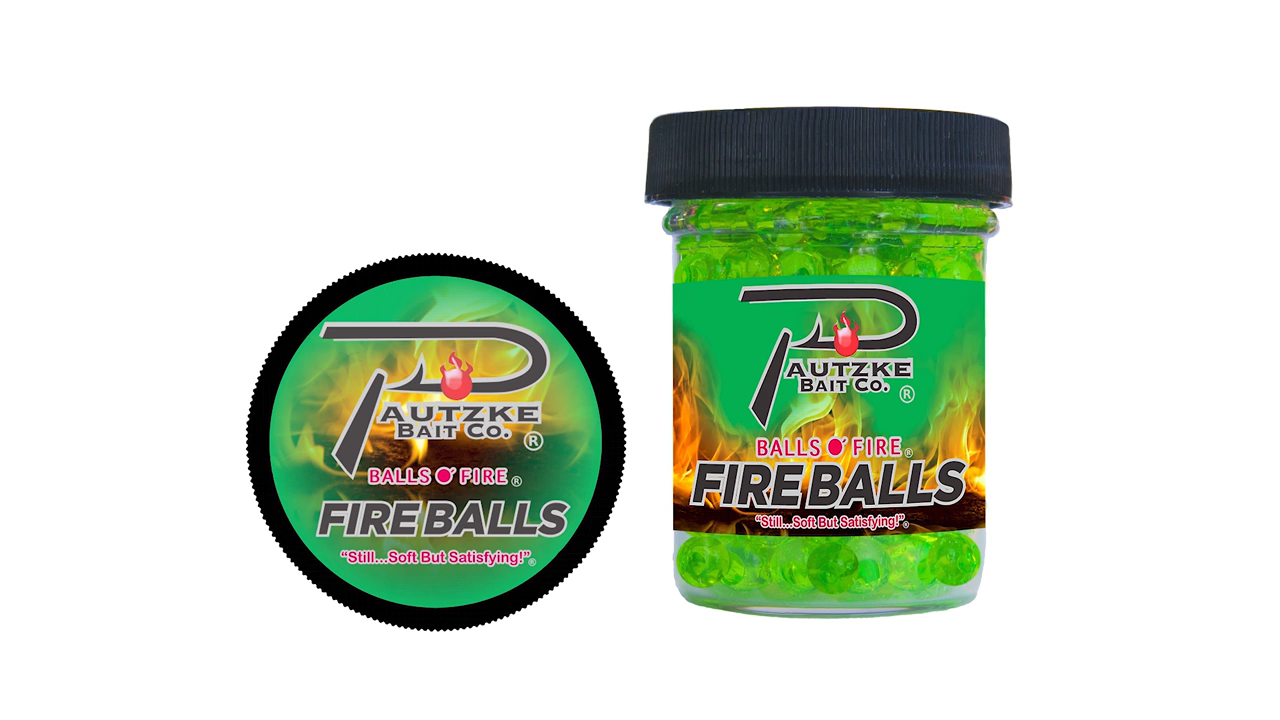 PAUTZKE
BAIT CO. ®
BALLS O' FIRE ®
FIRE BALLS
"Still...Soft But Satisfying!" ®
PAUTZKE
BAIT CO. ®
BALLS O' FIRE ®
FIRE BALLS
"Still...Soft But Satisfying!" ®